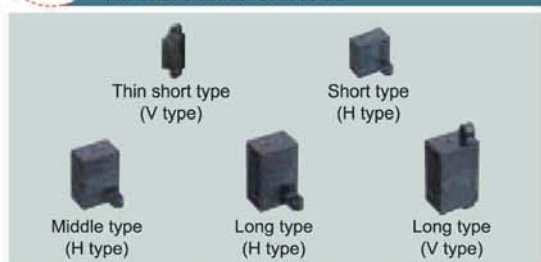 Thin short type
(V type)
Short type
(H type)
Middle type
(H type)
Long type
(H type)
Long type
(V type)